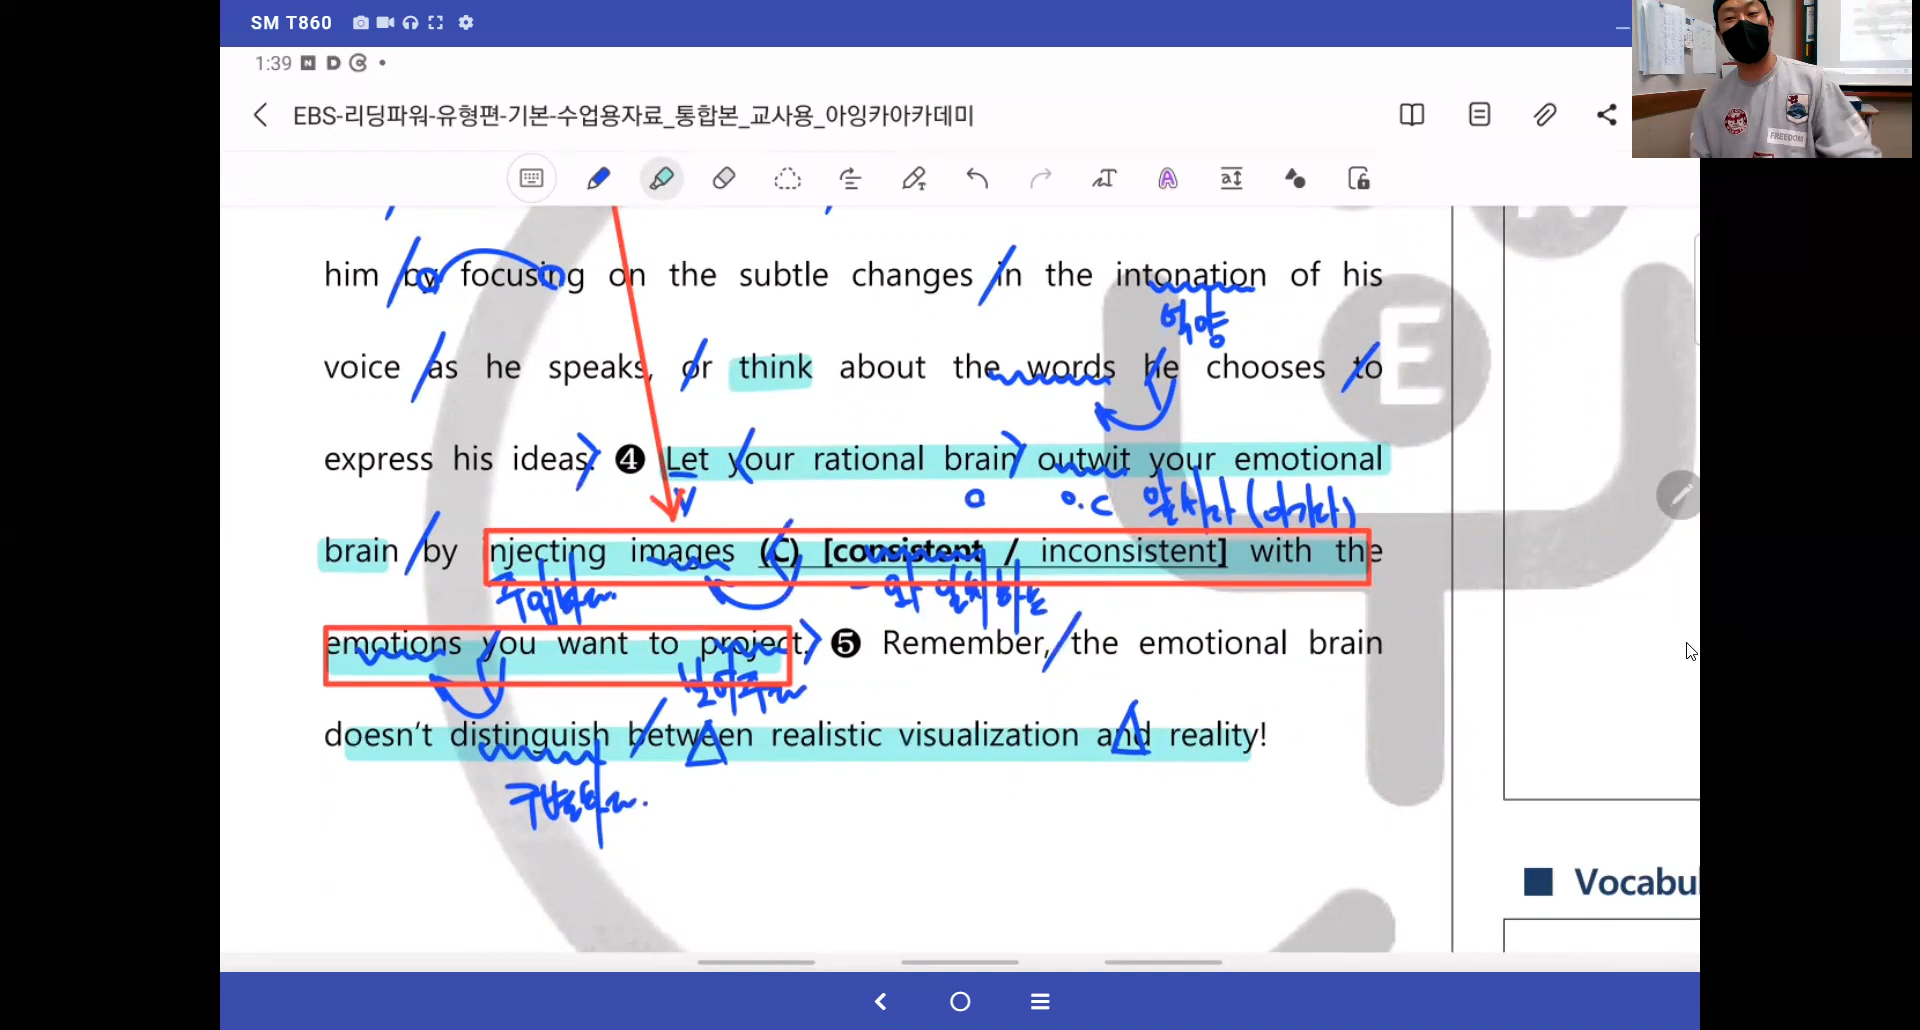 SM T860
1:39
EBS-리딩파워-유형편-기본-수업용자료_통합본_교사용_아잉카아카데미
FREEDOM
him by focusing on the subtle changes in the intonation of his
억양
voice as he speaks, or think about the words he chooses to
express his ideas. ❹ Let your rational brain outwit your emotional
V O O.C 앞서다 (이기다)
brain by injecting images (C) [consistent / inconsistent] with the
주입하는 와 일치하는
emotions you want to project. ❺ Remember, the emotional brain
보여주는
doesn't distinguish between realistic visualization and reality!
구분하는
E
Vocabul